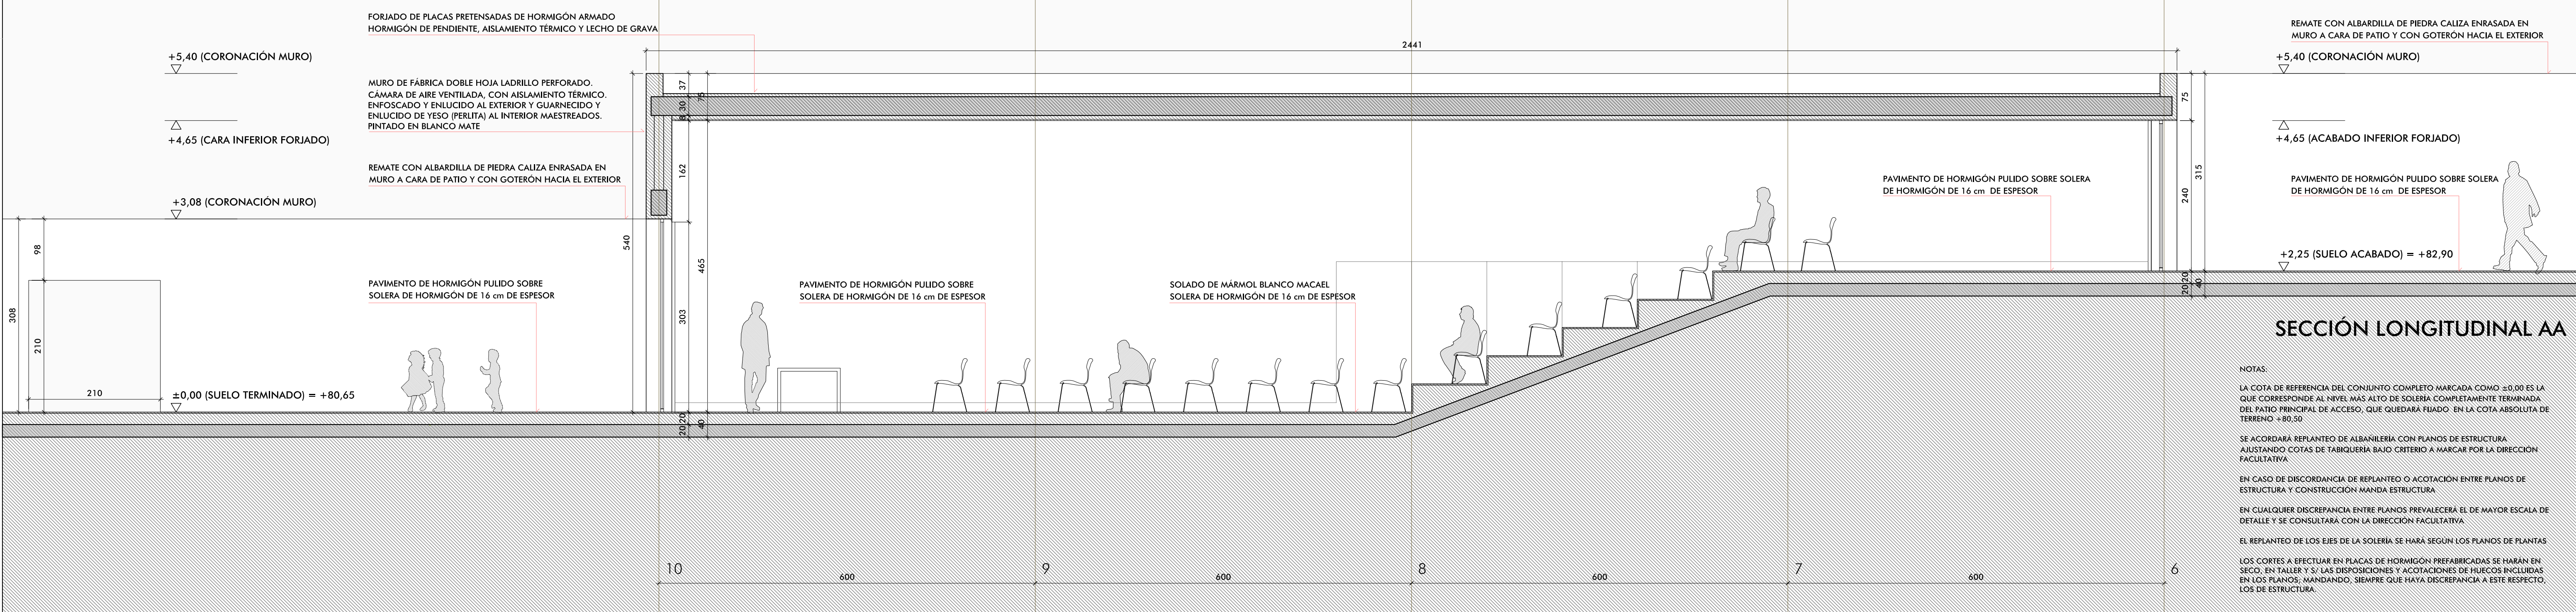 FORJADO DE PLACAS PRETENSADAS DE HORMIGÓN ARMADO
HORMIGÓN DE PENDIENTE, AISLAMIENTO TÉRMICO Y LECHO DE GRAVA
REMATE CON ALBARDILLA DE PIEDRA CALIZA ENRASADA EN
MURO A CARA DE PATIO Y CON GOTERÓN HACIA EL EXTERIOR
2441
+5,40 (CORONACIÓN MURO)
+5,40 (CORONACIÓN MURO)
MURO DE FÁBRICA DOBLE HOJA LADRILLO PERFORADO.
CÁMARA DE AIRE VENTILADA, CON AISLAMIENTO TÉRMICO.
ENFOSCADO Y ENLUCIDO AL EXTERIOR Y GUARNECIDO Y
ENLUCIDO DE YESO (PERLITA) AL INTERIOR MAESTREADOS.
PINTADO EN BLANCO MATE
37
75
30
8
75
+4,65 (CARA INFERIOR FORJADO)
+4,65 (ACABADO INFERIOR FORJADO)
REMATE CON ALBARDILLA DE PIEDRA CALIZA ENRASADA EN
MURO A CARA DE PATIO Y CON GOTERÓN HACIA EL EXTERIOR
162
315
240
PAVIMENTO DE HORMIGÓN PULIDO SOBRE SOLERA
DE HORMIGÓN DE 16 cm DE ESPESOR
PAVIMENTO DE HORMIGÓN PULIDO SOBRE SOLERA
DE HORMIGÓN DE 16 cm DE ESPESOR
+3,08 (CORONACIÓN MURO)
98
540
465
+2,25 (SUELO ACABADO) = +82,90
PAVIMENTO DE HORMIGÓN PULIDO SOBRE
SOLERA DE HORMIGÓN DE 16 cm DE ESPESOR
PAVIMENTO DE HORMIGÓN PULIDO SOBRE
SOLERA DE HORMIGÓN DE 16 cm DE ESPESOR
SOLADO DE MÁRMOL BLANCO MACAEL
SOLERA DE HORMIGÓN DE 16 cm DE ESPESOR
20
20
40
308
210
303
210
±0,00 (SUELO TERMINADO) = +80,65
20
20
40
SECCIÓN LONGITUDINAL AA
NOTAS:
LA COTA DE REFERENCIA DEL CONJUNTO COMPLETO MARCADA COMO ±0,00 ES LA
QUE CORRESPONDE AL NIVEL MÁS ALTO DE SOLERÍA COMPLETAMENTE TERMINADA
DEL PATIO PRINCIPAL DE ACCESO, QUE QUEDARÁ FIJADO EN LA COTA ABSOLUTA DE
TERRENO +80,50
SE ACORDARÁ REPLANTEO DE ALBAÑILERÍA CON PLANOS DE ESTRUCTURA
AJUSTANDO COTAS DE TABIQUERÍA BAJO CRITERIO A MARCAR POR LA DIRECCIÓN
FACULTATIVA
EN CASO DE DISCORDANCIA DE REPLANTEO O ACOTACIÓN ENTRE PLANOS DE
ESTRUCTURA Y CONSTRUCCIÓN MANDA ESTRUCTURA
EN CUALQUIER DISCREPANCIA ENTRE PLANOS PREVALECERÁ EL DE MAYOR ESCALA DE
DETALLE Y SE CONSULTARÁ CON LA DIRECCIÓN FACULTATIVA
EL REPLANTEO DE LOS EJES DE LA SOLERÍA SE HARÁ SEGÚN LOS PLANOS DE PLANTAS
LOS CORTES A EFECTUAR EN PLACAS DE HORMIGÓN PREFABRICADAS SE HARÁN EN
SECO, EN TALLER Y S/ LAS DISPOSICIONES Y ACOTACIONES DE HUECOS INCLUIDAS
EN LOS PLANOS; MANDANDO, SIEMPRE QUE HAYA DISCREPANCIA A ESTE RESPECTO,
LOS DE ESTRUCTURA.
10
9
8
7
6
600
600
600
600